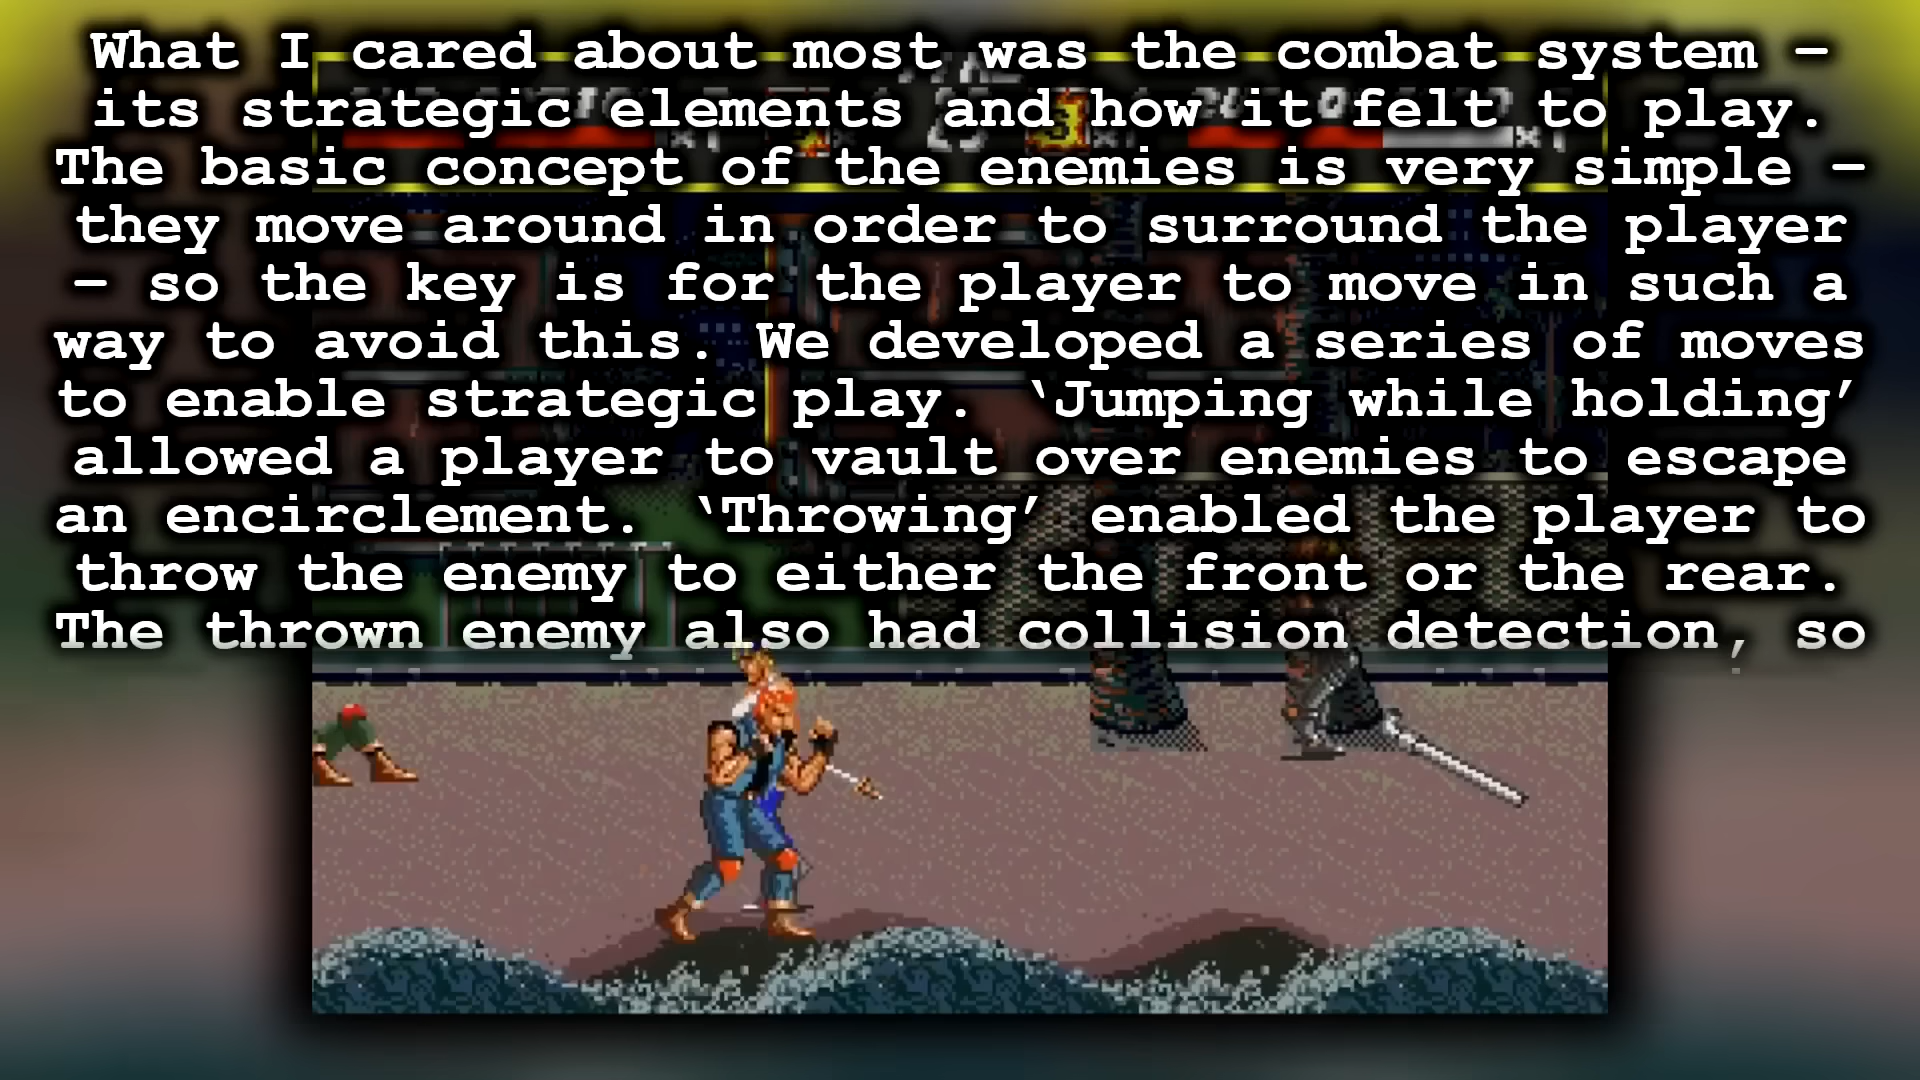 What I cared about most was the combat system –
its strategic elements and how it felt to play.
The basic concept of the enemies is very simple –
they move around in order to surround the player
– so the key is for the player to move in such a
way to avoid this. We developed a series of moves
to enable strategic play. ‘Jumping while holding’
allowed a player to vault over enemies to escape
an encirclement. ‘Throwing’ enabled the player to
throw the enemy to either the front or the rear.
The thrown enemy also had collision detection, so